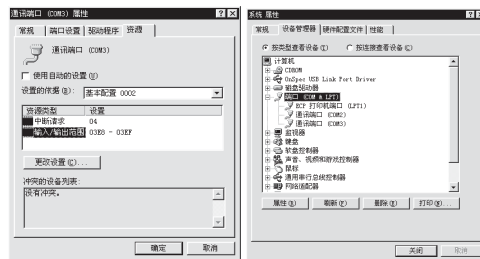 通讯端口 (COM3) 属性
常规 端口设置 驱动程序 资源
通讯端口 (COM3)
使用自动的设置(U)
设置的依据(B): 基本配置 0002
资源类型 设置
中断请求 04
输入/输出范围 03E8 - 03EF
更改设置(C)...
冲突的设备列表:
没有冲突。
确定 取消
系统 属性
常规 设备管理器 硬件配置文件 性能
按类型查看设备(T) 按连接查看设备(C)
计算机
CDROM
OnSpec USB Link Port Driver
磁盘驱动器
端口 (COM & LPT)
ECP 打印机端口 (LPT1)
通讯端口 (COM2)
通讯端口 (COM3)
监视器
键盘
软盘控制器
声音、视频和游戏控制器
鼠标
通用串行总线控制器
网络适配器
属性(R) 刷新(F) 删除(E) 打印(N)...
关闭 取消